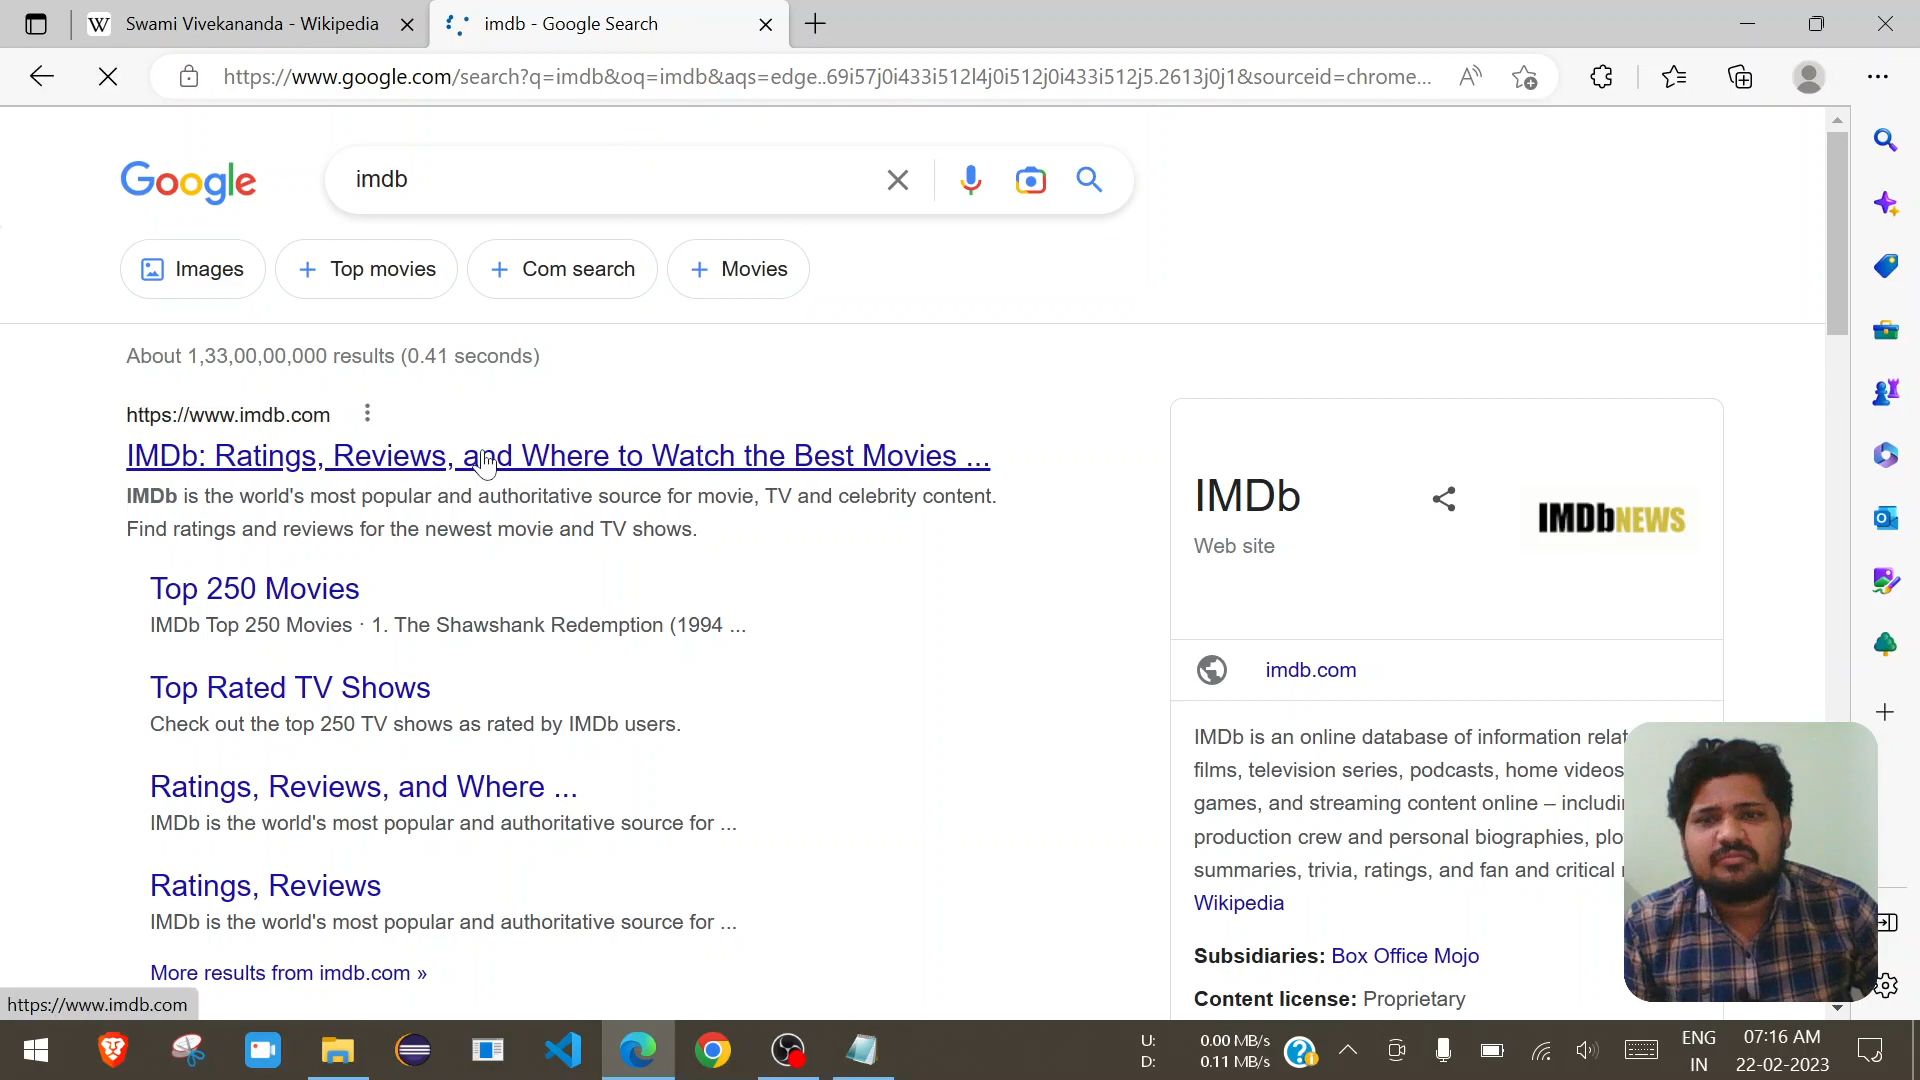 Swami Vivekananda - Wikipedia
imdb - Google Search
https://www.google.com/search?q=imdb&oq=imdb&aqs=edge..69i57j0i433i512l4j0i512j0i433i512j5.2613j0j1&sourceid=chrome...
Google
imdb
Images
Top movies
Com search
Movies
About 1,33,00,00,000 results (0.41 seconds)
https://www.imdb.com
IMDb: Ratings, Reviews, and Where to Watch the Best Movies ...
IMDb is the world's most popular and authoritative source for movie, TV and celebrity content.
Find ratings and reviews for the newest movie and TV shows.
Top 250 Movies
IMDb Top 250 Movies · 1. The Shawshank Redemption (1994 ...
Top Rated TV Shows
Check out the top 250 TV shows as rated by IMDb users.
Ratings, Reviews, and Where ...
IMDb is the world's most popular and authoritative source for ...
Ratings, Reviews
IMDb is the world's most popular and authoritative source for ...
More results from imdb.com »
IMDb
Web site
IMDbNEWS
imdb.com
IMDb is an online database of information
films, television series, podcasts, home videos
games, and streaming content online –
production crew and personal biographies,
summaries, trivia, ratings, and fan and critical
Wikipedia
Subsidiaries: Box Office Mojo
Content license: Proprietary
https://www.imdb.com
U: 0.00 MB/s
D: 0.11 MB/s
ENG
IN
07:16 AM
22-02-2023